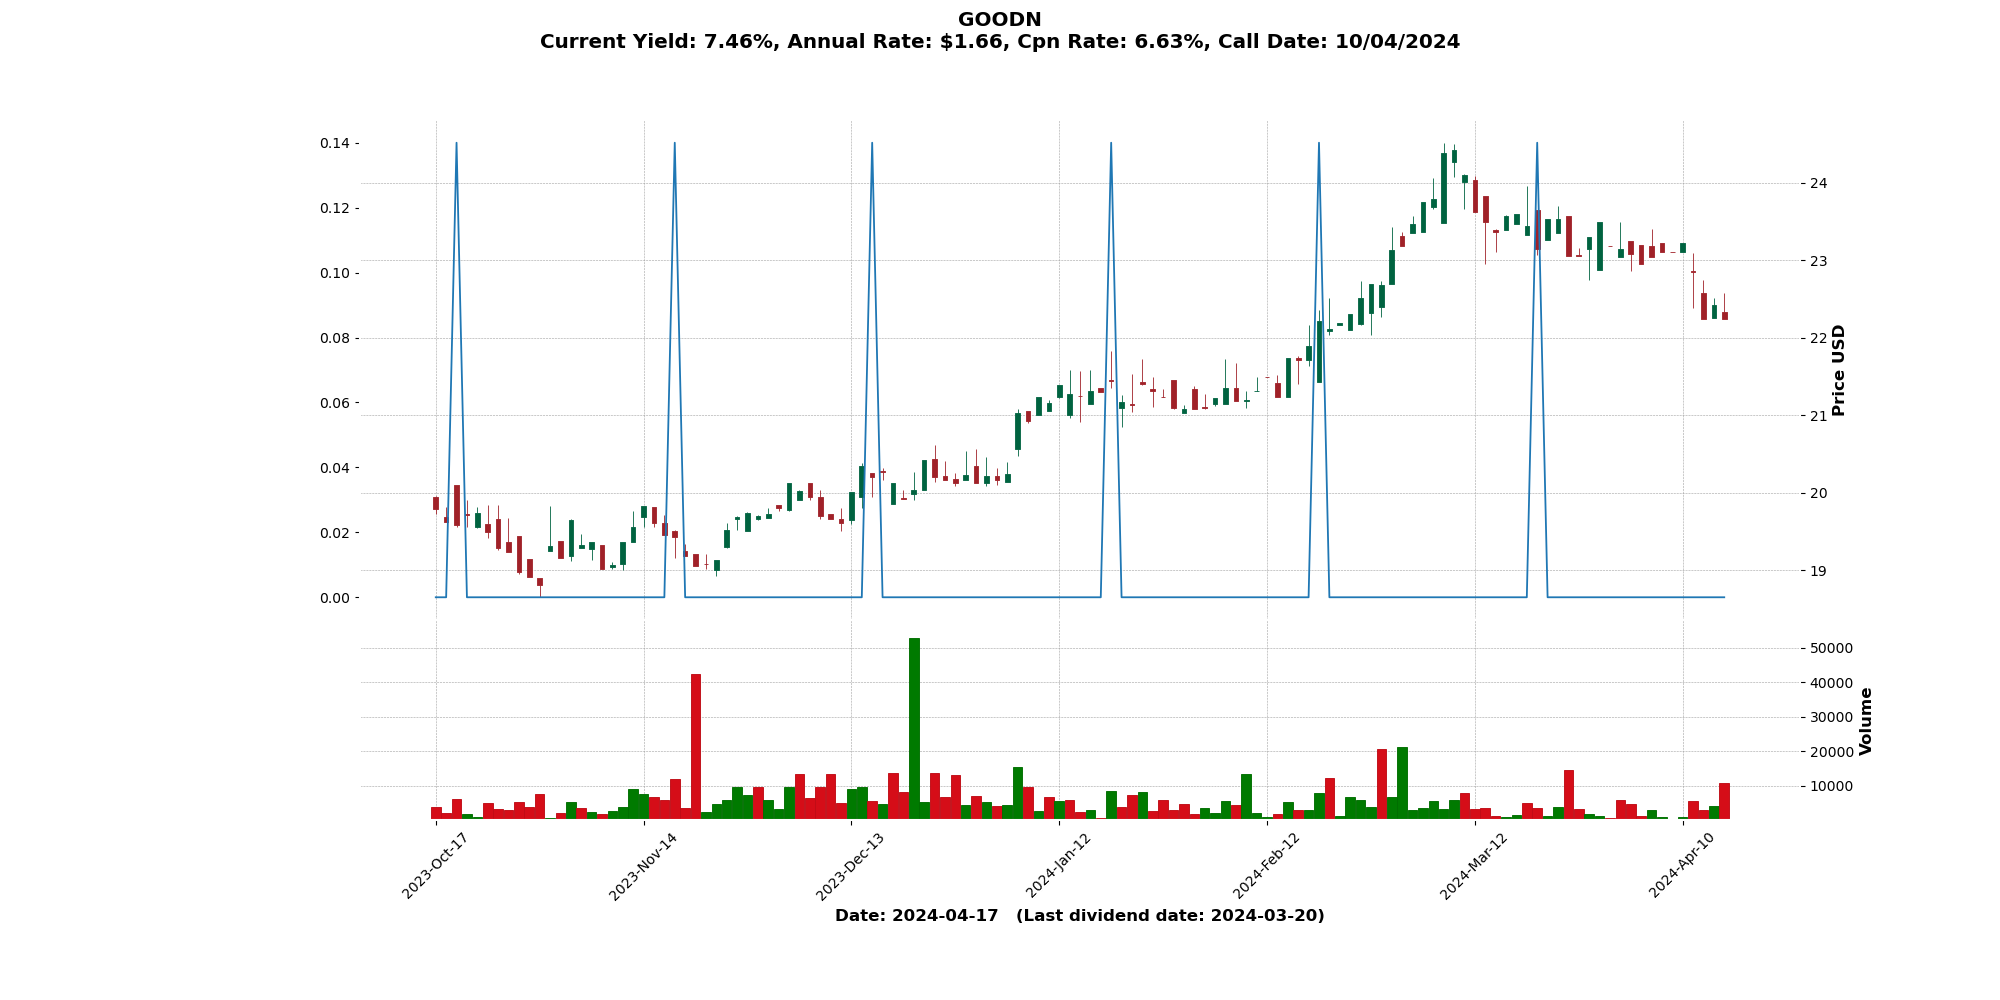 GOODN
Current Yield: 7.46%, Annual Rate: $1.66, Cpn Rate: 6.63%, Call Date: 10/04/2024
0.14
0.12
0.10
0.08
0.06
0.04
0.02
0.00
24
23
22
21
20
19
Price USD
50000
40000
30000
20000
10000
Volume
2023-Oct-17
2023-Nov-14
2023-Dec-13
2024-Jan-12
2024-Feb-12
2024-Mar-12
2024-Apr-10
Date: 2024-04-17 (Last dividend date: 2024-03-20)